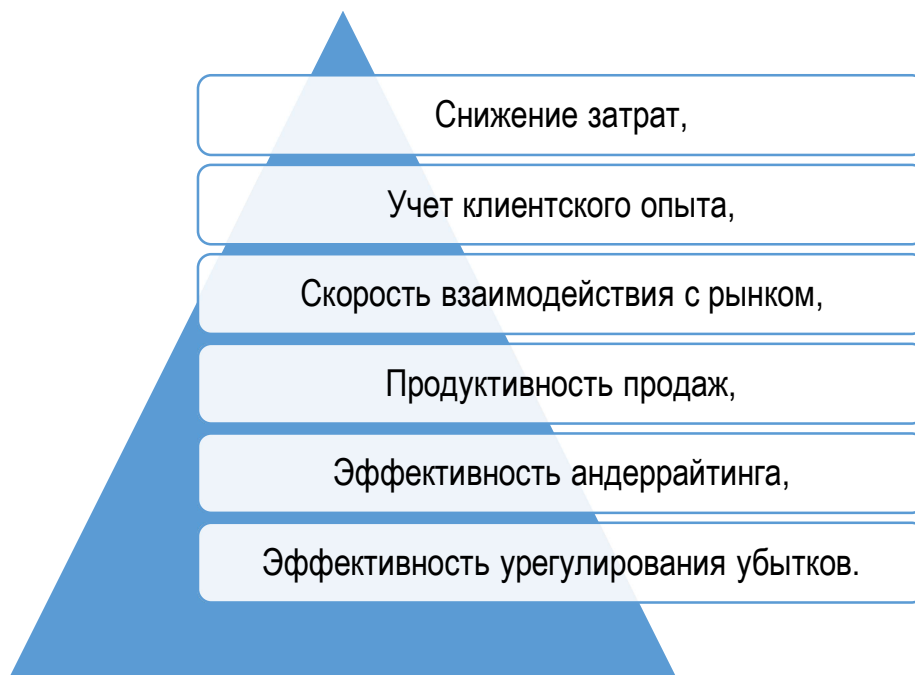 Снижение затрат,
Учет клиентского опыта,
Скорость взаимодействия с рынком,
Продуктивность продаж,
Эффективность андеррайтинга,
Эффективность урегулирования убытков.